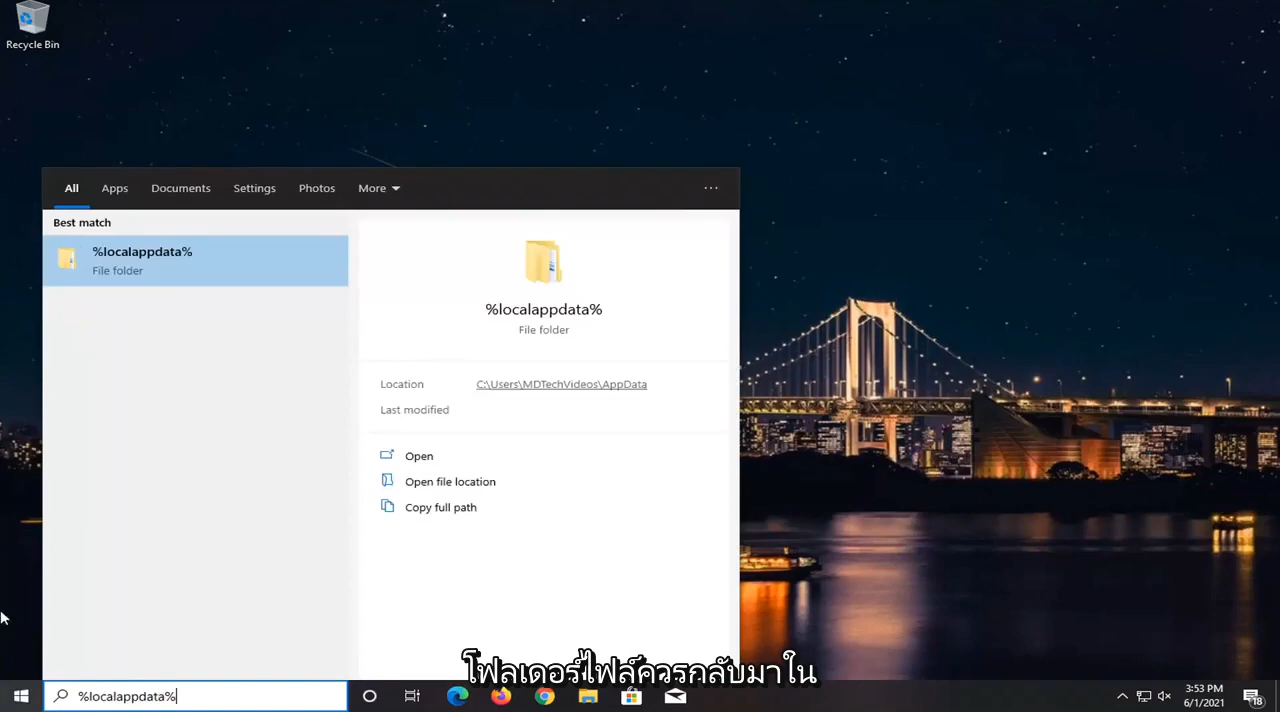 Recycle Bin
All Apps Documents Settings Photos More ...
Best match
%localappdata%
File folder
%localappdata%
File folder
Location C:\Users\MDTechVideos\AppData
Last modified
Open
Open file location
Copy full path
โฟลเดอร์ไฟล์ควรกลับมาใน
%localappdata%
3:53 PM
6/1/2021
18